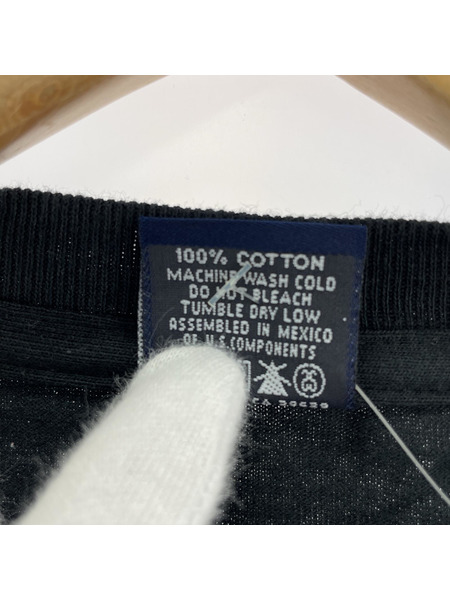 100% COTTON
MACHINE WASH COLD
DO NOT BLEACH
TUMBLE DRY LOW
ASSEMBLED IN MEXICO
OF U.S. COMPONENTS